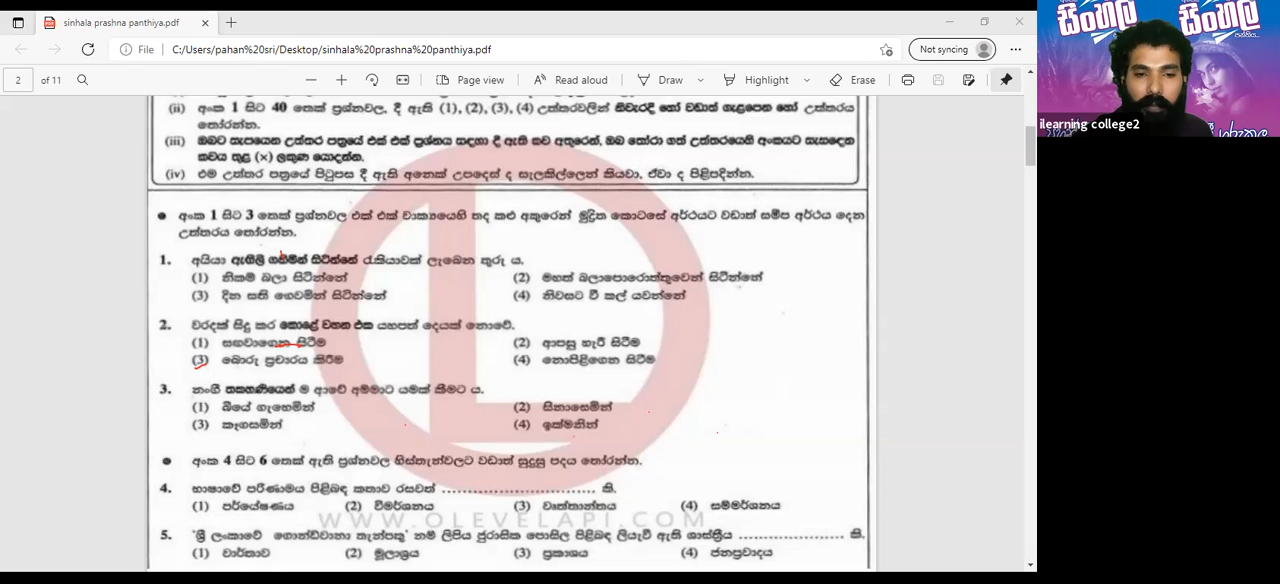 sinhala prashna panthiya.pdf
File C:/Users/pahan%20sri/Desktop/sinhala%20prashna%20panthiya.pdf Not syncing
2 of 11 Page view Read aloud Draw Highlight Erase
(ii) අංක 1 සිට 40 තෙක් ප්‍රශ්නවල, දී ඇති (1), (2), (3), (4) උත්තරවලින් නිවැරදි හෝ වඩාත් ගැළපෙන හෝ උත්තරය
තෝරන්න.
(iii) ඔබට සැපයෙන උත්තර පත්‍රයේ එක් එක් ප්‍රශ්නය සඳහා දී ඇති කව අතුරෙන්, ඔබ තෝරා ගත් උත්තරයෙහි අංකයට සැසඳෙන
කවය තුළ (×) ලකුණ යොදන්න.
(iv) එම උත්තර පත්‍රයේ පිටුපස දී ඇති අනෙක් උපදෙස් ද සැලකිල්ලෙන් කියවා, ඒවා ද පිළිපදින්න.
● අංක 1 සිට 3 තෙක් ප්‍රශ්නවල එක් එක් වාක්‍යයෙහි තද කළු අකුරෙන් මුද්‍රිත කොටසේ අර්ථයට වඩාත් සමීප අර්ථය දෙන
උත්තරය තෝරන්න.
1. අයියා ඇඟිලි ගනිමින් සිටින්නේ රැකියාවක් ලැබෙන තුරු ය.
(1) නිකම් බලා සිටින්නේ (2) මහත් බලාපොරොත්තුවෙන් සිටින්නේ
(3) දින සති ගෙවමින් සිටින්නේ (4) නිවසට වී කල් යවන්නේ
2. වරදක් සිදු කර කොළේ වහන එක යහපත් දෙයක් නොවේ.
(1) සඟවාගෙන සිටීම (2) ආපසු හැරී සිටීම
(3) බොරු ප්‍රචාරය කිරීම (4) නොපිළිගෙන සිටීම
3. නංගී තකහණියෙන් ම ආවේ අම්මාට යමක් කීමට ය.
(1) බියේ ගැහෙමින් (2) සිනාසෙමින්
(3) කෑගසමින් (4) ඉක්මනින්
● අංක 4 සිට 6 තෙක් ඇති ප්‍රශ්නවල හිස්තැන්වලට වඩාත් සුදුසු පදය තෝරන්න.
4. භාෂාවේ පරිණාමය පිළිබඳ කතාව රසවත් .............................. කි.
(1) පර්යේෂණය (2) විමර්ශනය (3) වෘත්තාන්තය (4) සම්මර්ශනය
5. 'ශ්‍රී ලංකාවේ ගොන්ඩ්වානා තැන්පතු' නම් ලිපිය ජුරාසික පොසිල පිළිබඳ ලියැවී ඇති ශාස්ත්‍රීය .................... කි.
(1) වාර්තාව (2) මූලාශ්‍රය (3) ප්‍රකාශය (4) ජනප්‍රවාදය
WWW.OLEVELAPI.COM
සිංහල සිංහල
ilearning college2